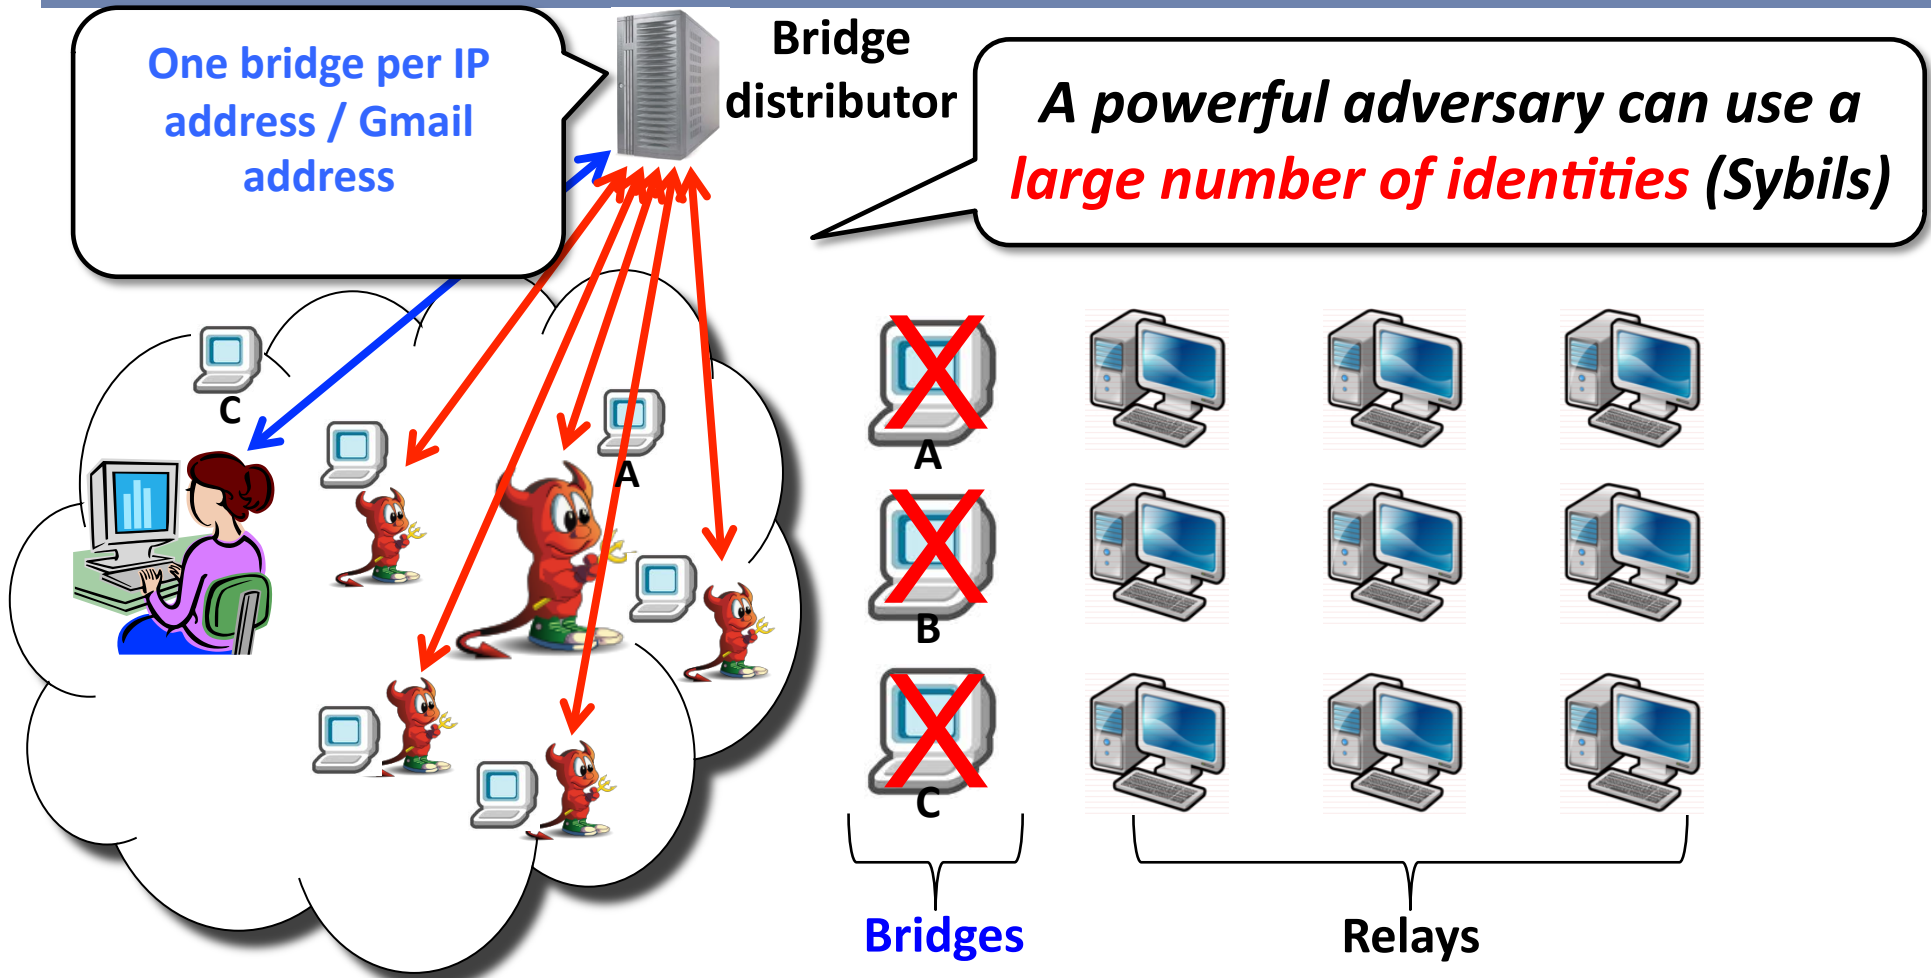 One bridge per IP
address / Gmail
address
Bridge
distributor
A powerful adversary can use a
large number of identities (Sybils)
C
A
A
B
C
Bridges
Relays